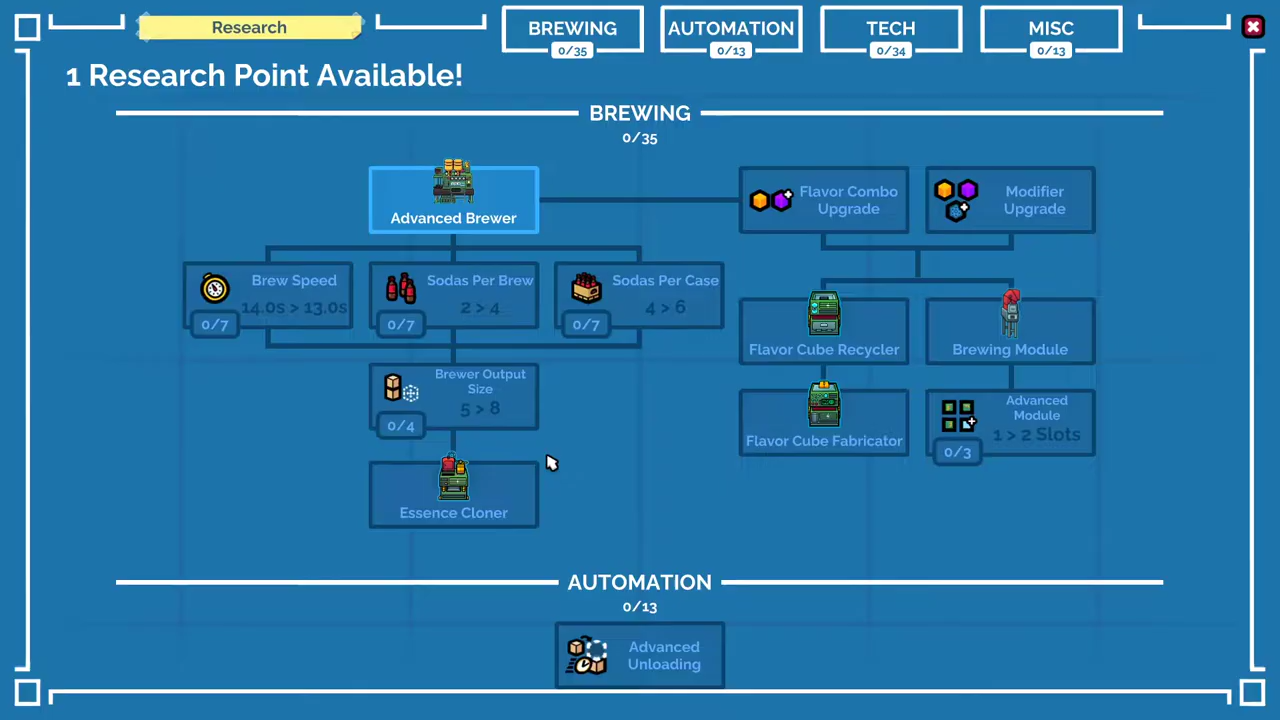 Research
BREWING
0/35
AUTOMATION
0/13
TECH
0/34
MISC
0/13
1 Research Point Available!
BREWING
0/35
Advanced Brewer
Flavor Combo
Upgrade
Modifier
Upgrade
Brew Speed
14.0s > 13.0s
0/7
Sodas Per Brew
2 > 4
0/7
Sodas Per Case
4 > 6
0/7
Flavor Cube Recycler
Brewing Module
Brewer Output
Size
5 > 8
0/4
Flavor Cube Fabricator
Advanced
Module
1 > 2 Slots
0/3
Essence Cloner
AUTOMATION
0/13
Advanced
Unloading